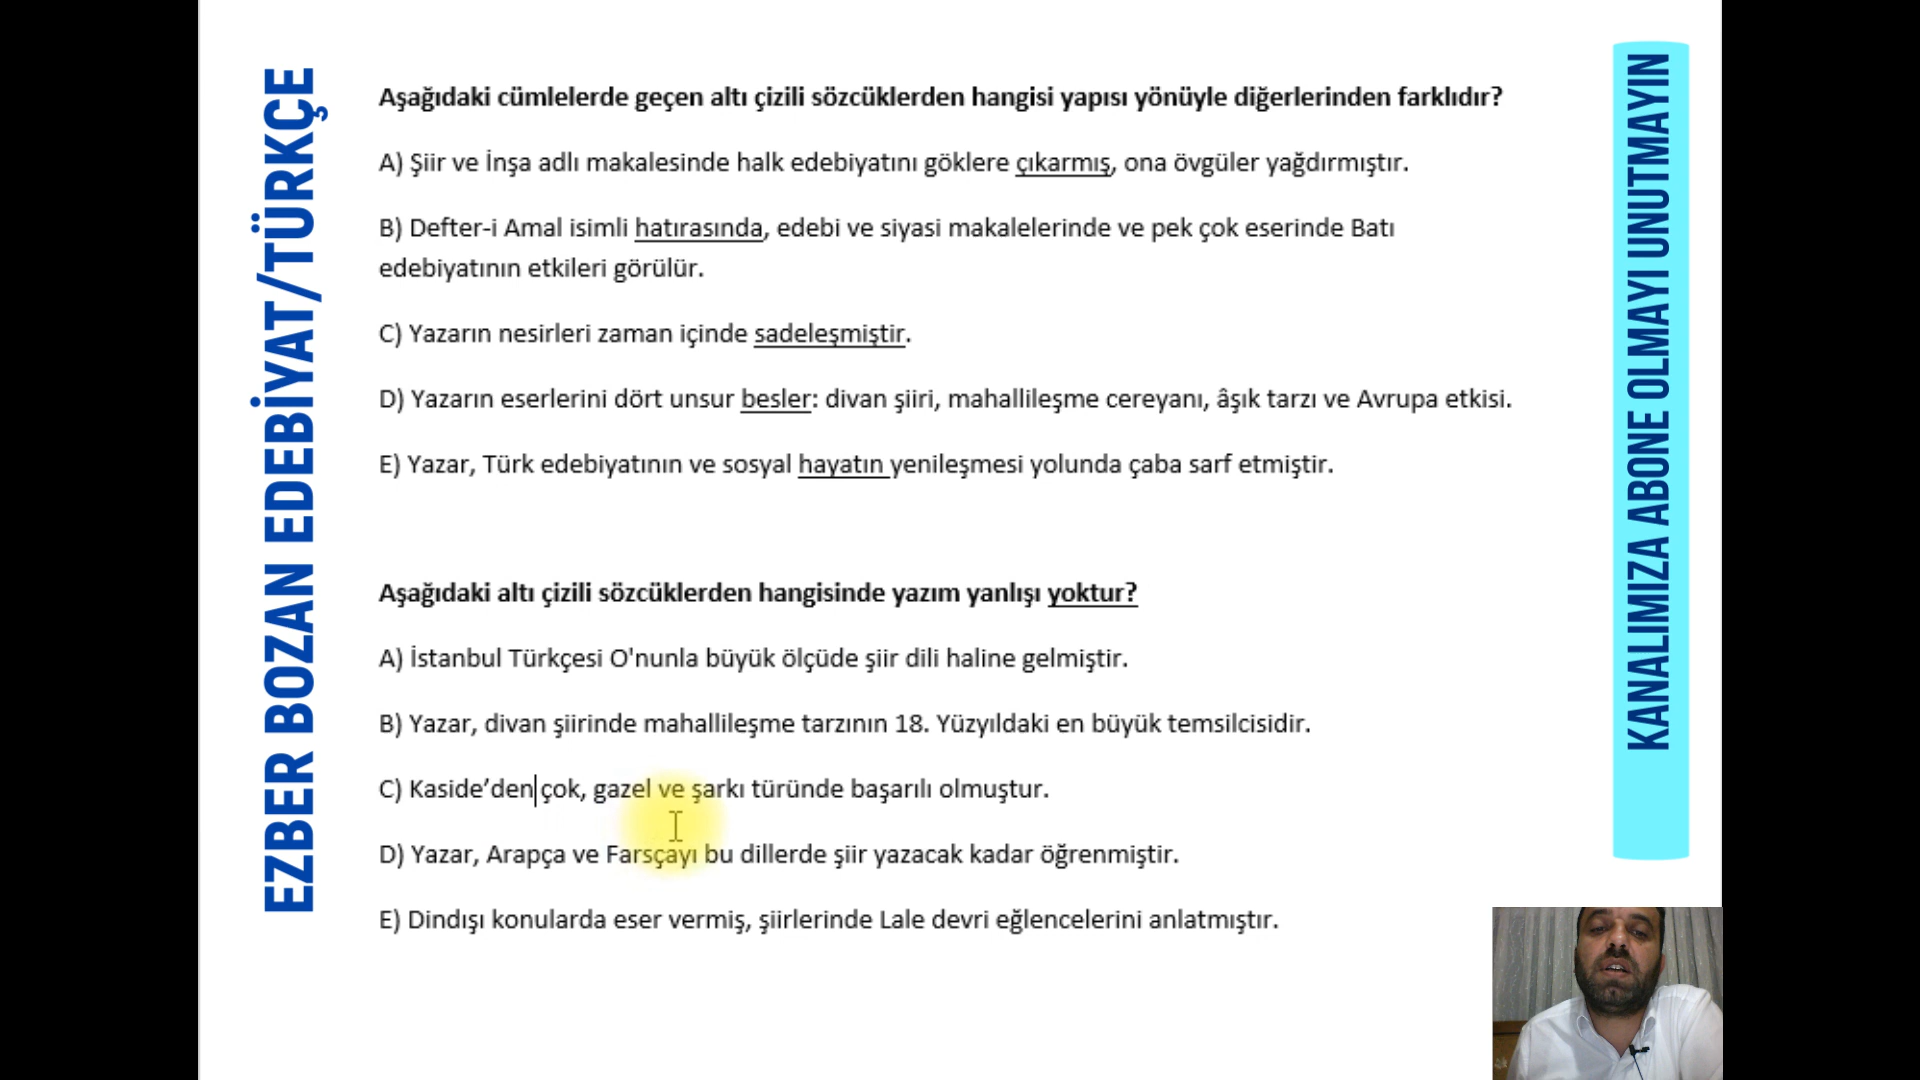 EZBER BOZAN EDEBİYAT/TÜRKÇE
Aşağıdaki cümlelerde geçen altı çizili sözcüklerden hangisi yapısı yönüyle diğerlerinden farklıdır?
A) Şiir ve İnşa adlı makalesinde halk edebiyatını göklere çıkarmış, ona övgüler yağdırmıştır.
B) Defter-i Amal isimli hatırasında, edebi ve siyasi makalelerinde ve pek çok eserinde Batı
edebiyatının etkileri görülür.
C) Yazarın nesirleri zaman içinde sadeleşmiştir.
D) Yazarın eserlerini dört unsur besler: divan şiiri, mahallileşme cereyanı, âşık tarzı ve Avrupa etkisi.
E) Yazar, Türk edebiyatının ve sosyal hayatın yenileşmesi yolunda çaba sarf etmiştir.
Aşağıdaki altı çizili sözcüklerden hangisinde yazım yanlışı yoktur?
A) İstanbul Türkçesi O'nunla büyük ölçüde şiir dili haline gelmiştir.
B) Yazar, divan şiirinde mahallileşme tarzının 18. Yüzyıldaki en büyük temsilcisidir.
C) Kaside’den çok, gazel ve şarkı türünde başarılı olmuştur.
D) Yazar, Arapça ve Farsçayı bu dillerde şiir yazacak kadar öğrenmiştir.
E) Dindışı konularda eser vermiş, şiirlerinde Lale devri eğlencelerini anlatmıştır.
KANALIMIZA ABONE OLMAYI UNUTMAYIN